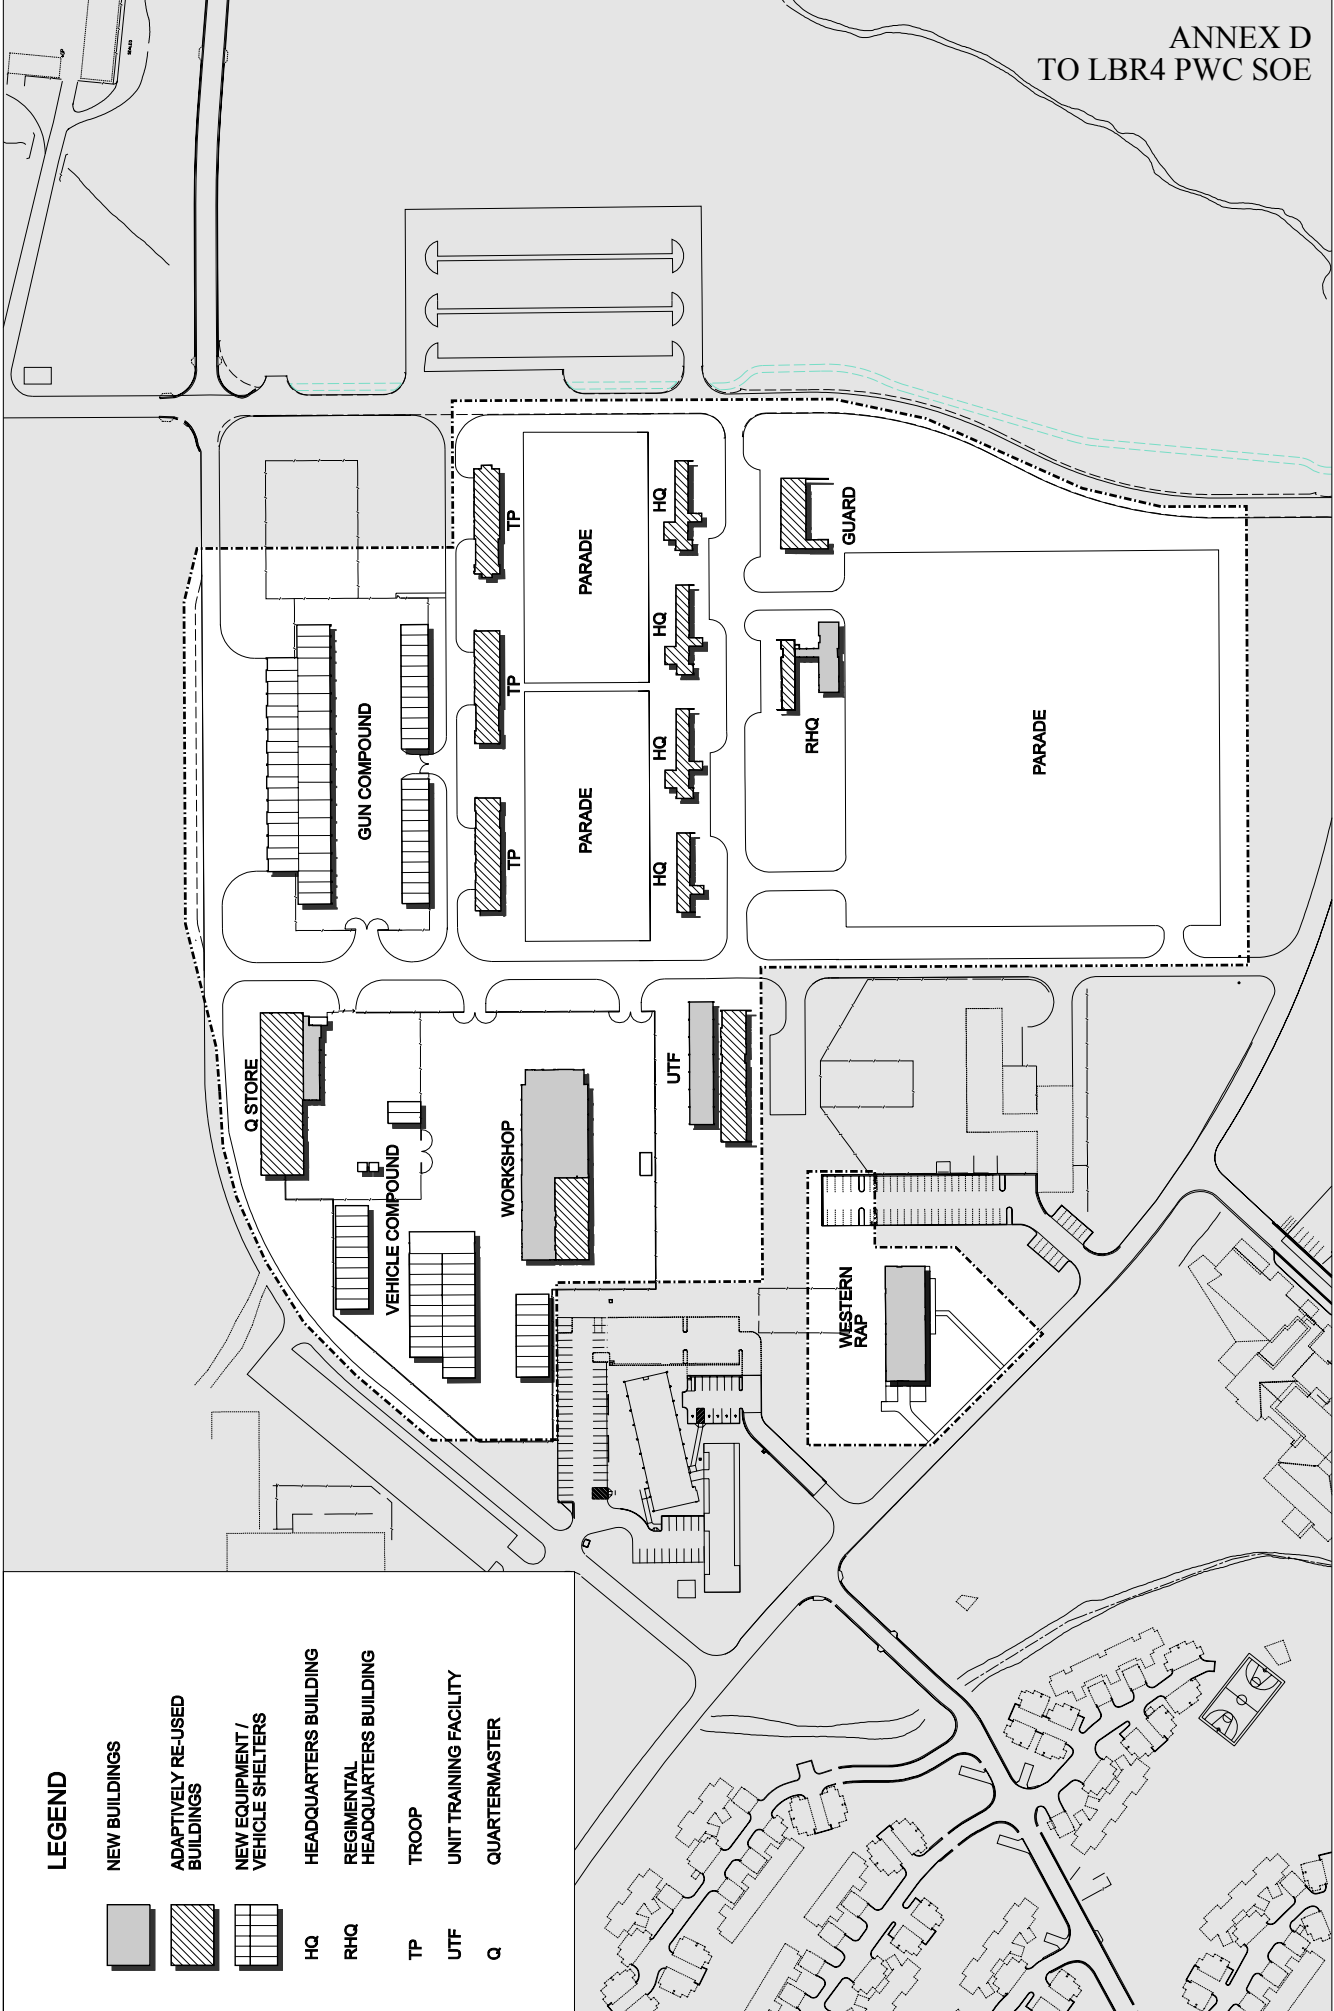 ANNEX D
TO LBR4 PWC SOE
TP
TP
TP
PARADE
PARADE
HQ
HQ
HQ
HQ
GUARD
RHQ
PARADE
GUN COMPOUND
Q STORE
VEHICLE COMPOUND
WORKSHOP
UTF
WESTERN
RAP
LEGEND
NEW BUILDINGS
ADAPTIVELY RE-USED
BUILDINGS
NEW EQUIPMENT /
VEHICLE SHELTERS
HQ HEADQUARTERS BUILDING
RHQ REGIMENTAL
HEADQUARTERS BUILDING
TP TROOP
UTF UNIT TRAINING FACILITY
Q QUARTERMASTER